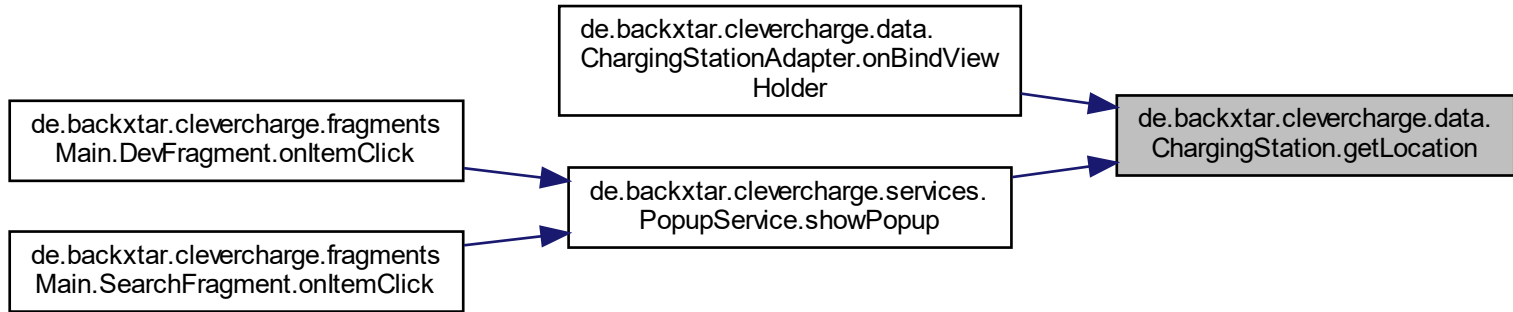 de.backxtar.clevercharge.data.
ChargingStationAdapter.onBindView
Holder
de.backxtar.clevercharge.fragments
Main.DevFragment.onItemClick
de.backxtar.clevercharge.data.
ChargingStation.getLocation
de.backxtar.clevercharge.services.
PopupService.showPopup
de.backxtar.clevercharge.fragments
Main.SearchFragment.onItemClick